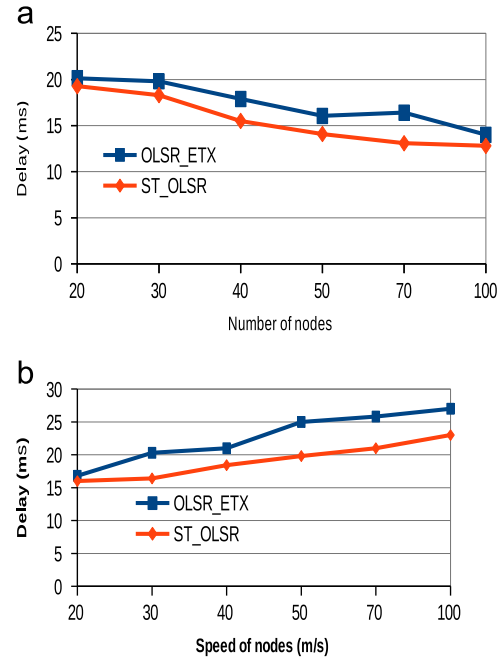 a
25
20
15
10
5
0
Delay (ms)
OLSR_ETX
ST_OLSR
20 30 40 50 70 100
Number of nodes
b
30
25
20
15
10
5
0
Delay (ms)
OLSR_ETX
ST_OLSR
20 30 40 50 70 100
Speed of nodes (m/s)